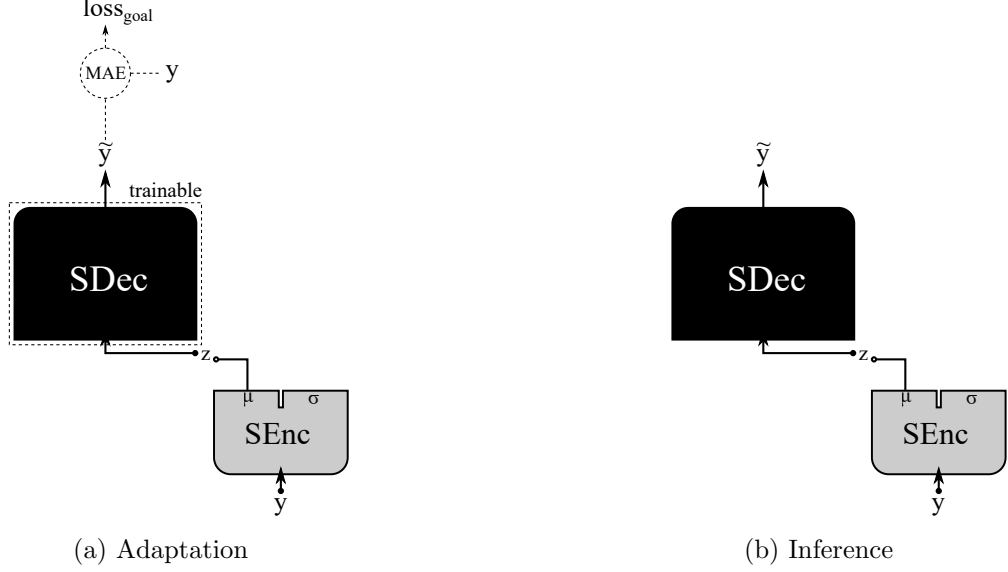 loss_goal
MAE
y
ỹ
trainable
SDec
z
μ
σ
SEnc
y
(a) Adaptation
ỹ
SDec
z
μ
σ
SEnc
y
(b) Inference